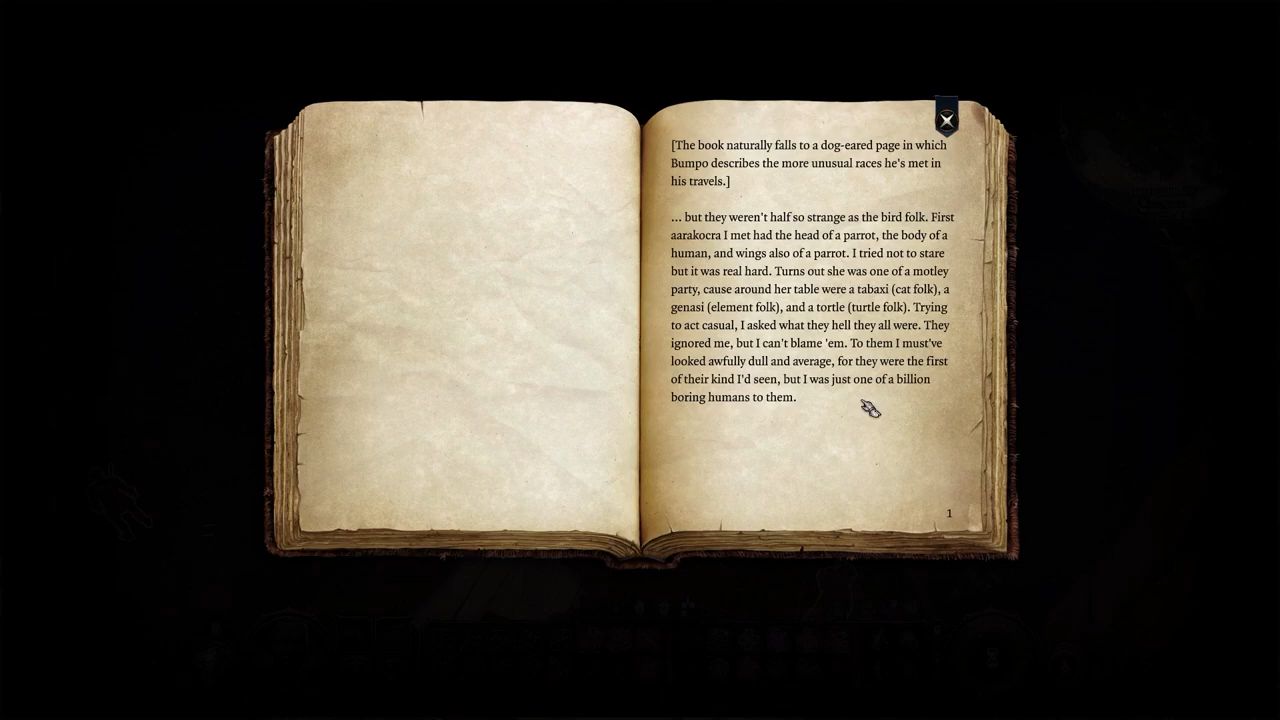 [The book naturally falls to a dog-eared page in which
Bumpo describes the more unusual races he's met in
his travels.]
... but they weren't half so strange as the bird folk. First
aarakocra I met had the head of a parrot, the body of a
human, and wings also of a parrot. I tried not to stare
but it was real hard. Turns out she was one of a motley
party, cause around her table were a tabaxi (cat folk), a
genasi (element folk), and a tortle (turtle folk). Trying
to act casual, I asked what they hell they all were. They
ignored me, but I can't blame 'em. To them I must've
looked awfully dull and average, for they were the first
of their kind I'd seen, but I was just one of a billion
boring humans to them.
1